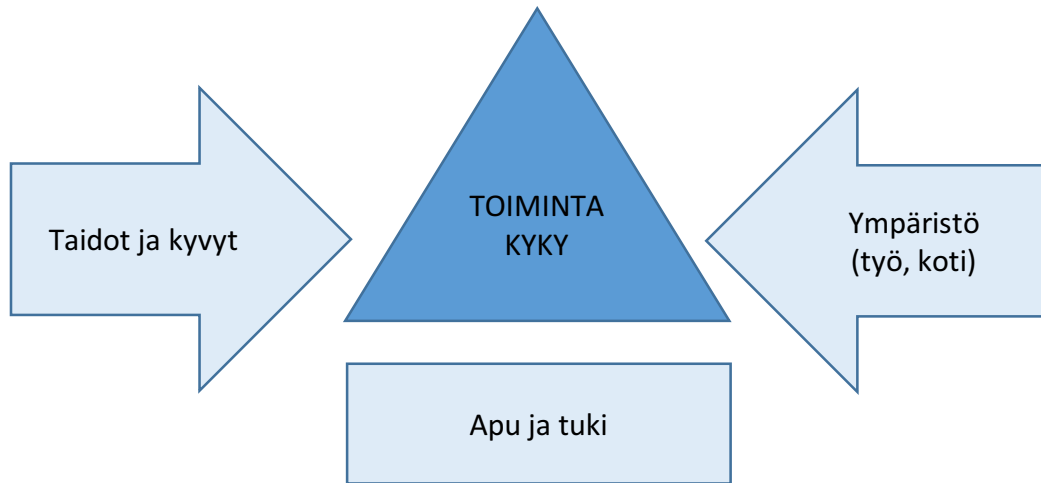 TOIMINTA
KYKY
Taidot ja kyvyt
Ympäristö
(työ, koti)
Apu ja tuki